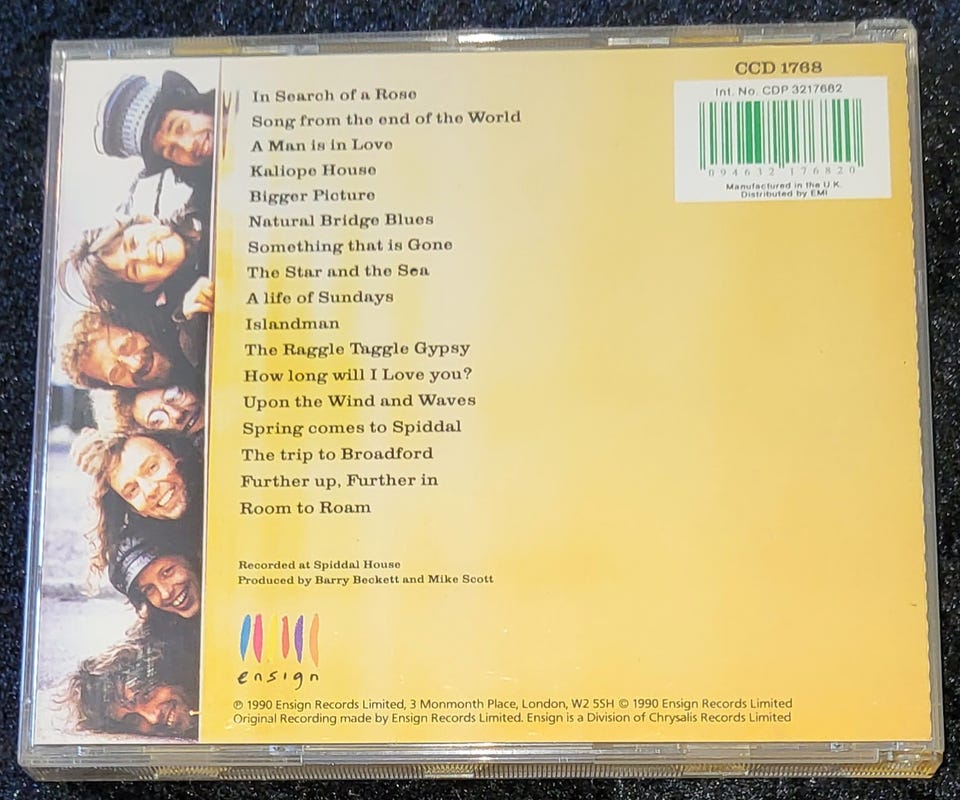 CCD 1768
Int. No. CDP 3217682
0 94632 17682 0
Manufactured in the U.K.
Distributed by EMI
In Search of a Rose
Song from the end of the World
A Man is in Love
Kaliope House
Bigger Picture
Natural Bridge Blues
Something that is Gone
The Star and the Sea
A life of Sundays
Islandman
The Raggle Taggle Gypsy
How long will I Love you?
Upon the Wind and Waves
Spring comes to Spiddal
The trip to Broadford
Further up, Further in
Room to Roam
Recorded at Spiddal House
Produced by Barry Beckett and Mike Scott
ensign
℗ 1990 Ensign Records Limited, 3 Monmonth Place, London, W2 5SH © 1990 Ensign Records Limited
Original Recording made by Ensign Records Limited. Ensign is a Division of Chrysalis Records Limited